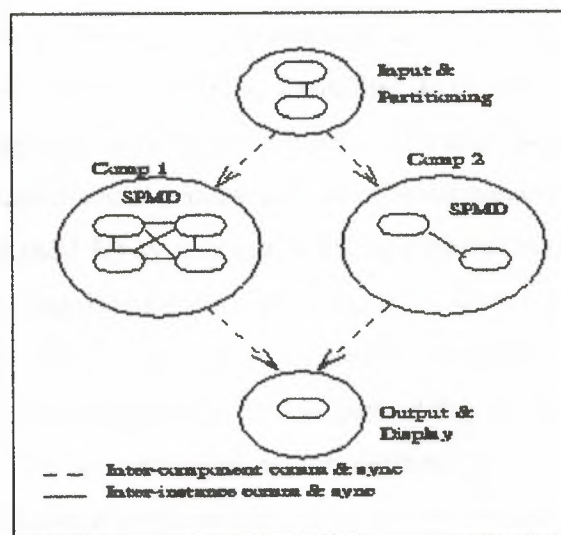 Input &
Partitioning
Comp 1
Comp 2
SPMD
SPMD
Output &
Display
Inter-component comm & sync
Inter-instance comm & sync